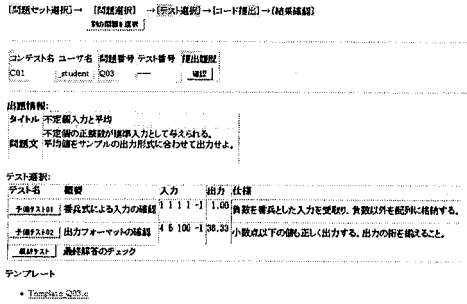 [問題セット選択]→ [問題選択] →[テスト選択]→[コード提出]→[結果確認]
別の問題を選択
コンテスト名 ユーザ名 問題番号 テスト番号 提出履歴
C01 _student Q03 ---- 確認
出題情報:
タイトル 不定個入力と平均
問題文 不定個の正整数が標準入力として与えられる。
平均値をサンプルの出力形式に合わせて出力せよ。
テスト選択:
テスト名 概要 入力 出力 仕様
予備テスト01 番兵式による入力の確認 1 1 1 1 -1 1.00 負数を番兵とした入力を受取り、負数以外を配列に格納する。
予備テスト02 出力フォーマットの確認 4 5 100 -1 36.33 小数点以下の値も正しく出力する。出力の桁を揃えること。
最終テスト 最終解答のチェック
テンプレート
• Template_Q03.c